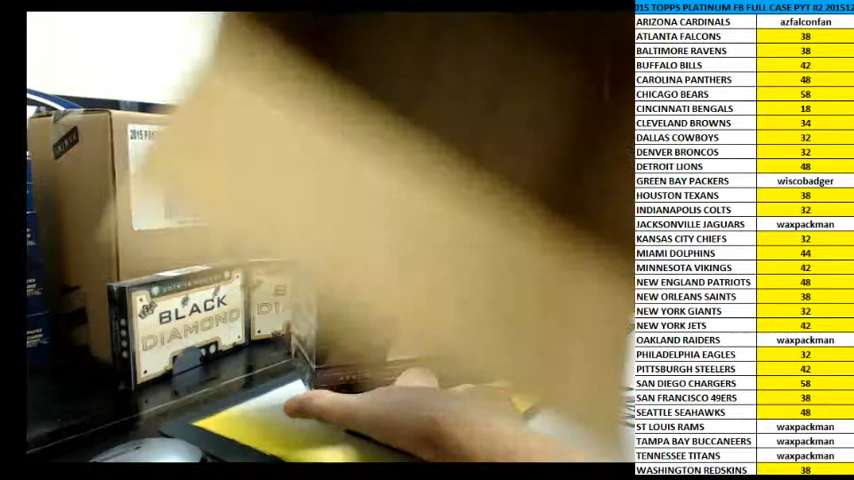 015 TOPPS PLATINUM FB FULL CASE PYT #2 201512
ARIZONA CARDINALS azfalconfan
ATLANTA FALCONS 38
BALTIMORE RAVENS 38
BUFFALO BILLS 42
CAROLINA PANTHERS 48
CHICAGO BEARS 58
CINCINNATI BENGALS 18
CLEVELAND BROWNS 34
DALLAS COWBOYS 32
DENVER BRONCOS 32
DETROIT LIONS 48
GREEN BAY PACKERS wiscobadger
HOUSTON TEXANS 38
INDIANAPOLIS COLTS 32
JACKSONVILLE JAGUARS waxpackman
KANSAS CITY CHIEFS 32
MIAMI DOLPHINS 44
MINNESOTA VIKINGS 42
NEW ENGLAND PATRIOTS 48
NEW ORLEANS SAINTS 38
NEW YORK GIANTS 32
NEW YORK JETS 42
OAKLAND RAIDERS waxpackman
PHILADELPHIA EAGLES 32
PITTSBURGH STEELERS 42
SAN DIEGO CHARGERS 58
SAN FRANCISCO 49ERS 38
SEATTLE SEAHAWKS 48
ST LOUIS RAMS waxpackman
TAMPA BAY BUCCANEERS waxpackman
TENNESSEE TITANS waxpackman
WASHINGTON REDSKINS 38
2015
BLACK
DIAMOND